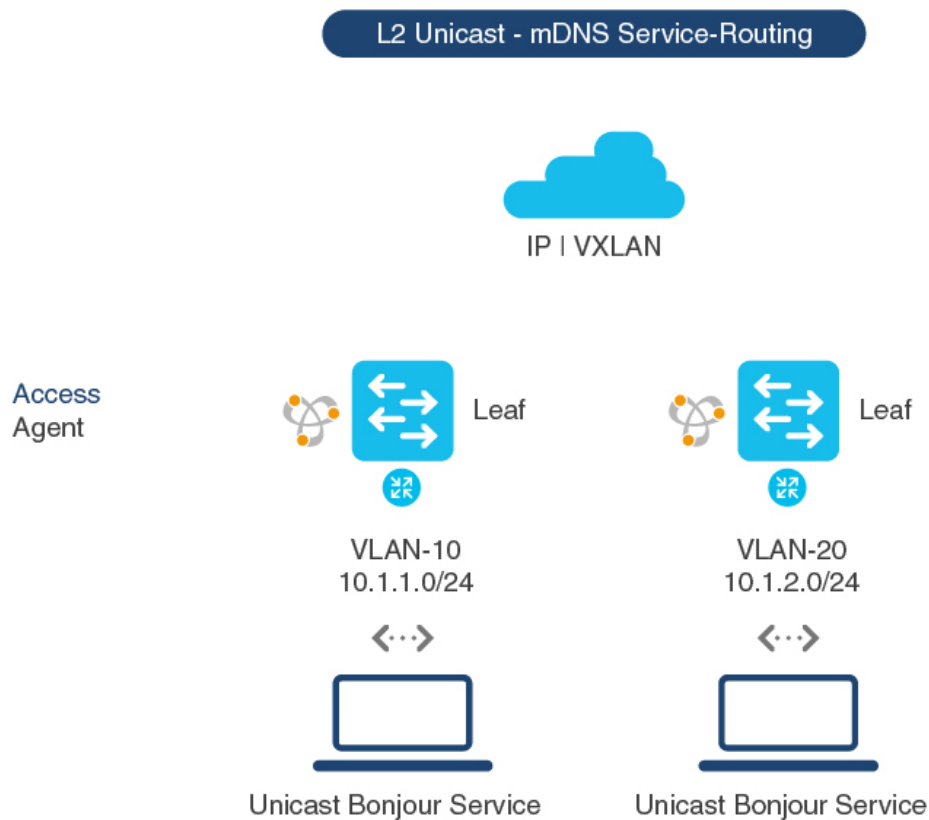 L2 Unicast - mDNS Service-Routing
IP | VXLAN
Access
Agent
Leaf
Leaf
VLAN-10
10.1.1.0/24
VLAN-20
10.1.2.0/24
Unicast Bonjour Service
Unicast Bonjour Service